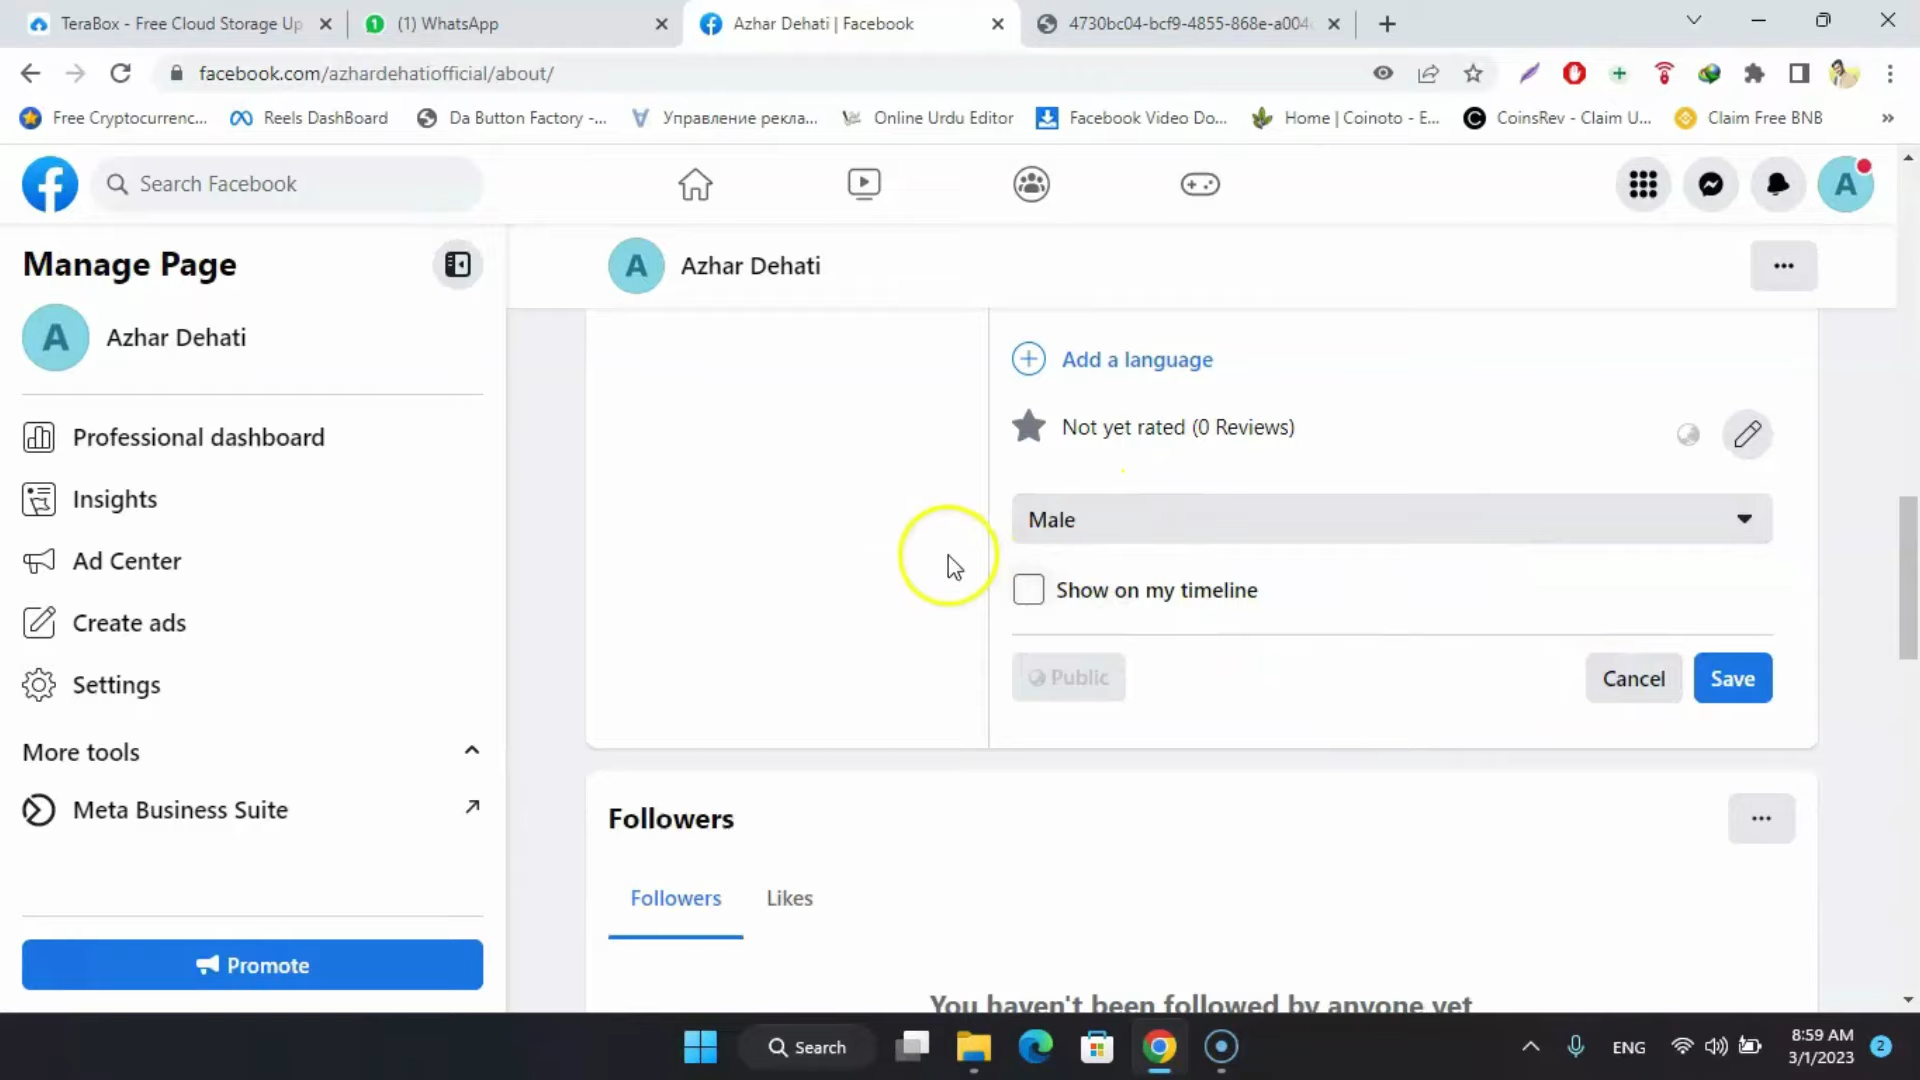 TeraBox - Free Cloud Storage Up
(1) WhatsApp
Azhar Dehati | Facebook
4730bc04-bcf9-4855-868e-a004
facebook.com/azhardehatiofficial/about/
Free Cryptocurrenc...
Reels DashBoard
Da Button Factory -...
Управление рекла...
Online Urdu Editor
Facebook Video Do...
Home | Coinoto - E...
CoinsRev - Claim U...
Claim Free BNB
Search Facebook
A
Manage Page
A Azhar Dehati
A Azhar Dehati
Professional dashboard
Insights
Ad Center
Create ads
Settings
More tools
Meta Business Suite
Promote
Add a language
Not yet rated (0 Reviews)
Male
Show on my timeline
Public
Cancel
Save
Followers
Followers
Likes
You haven't been followed by anyone yet
Search
ENG
8:59 AM
3/1/2023
2